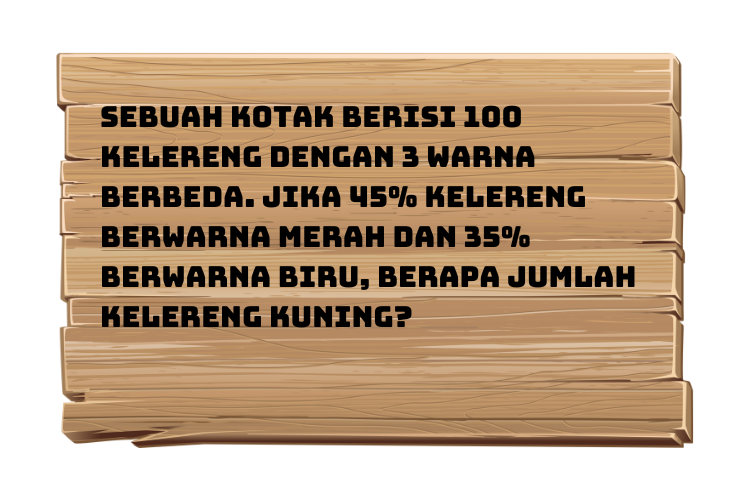 SEBUAH KOTAK BERISI 100
KELERENG DENGAN 3 WARNA
BERBEDA. JIKA 45% KELERENG
BERWARNA MERAH DAN 35%
BERWARNA BIRU, BERAPA JUMLAH
KELERENG KUNING?